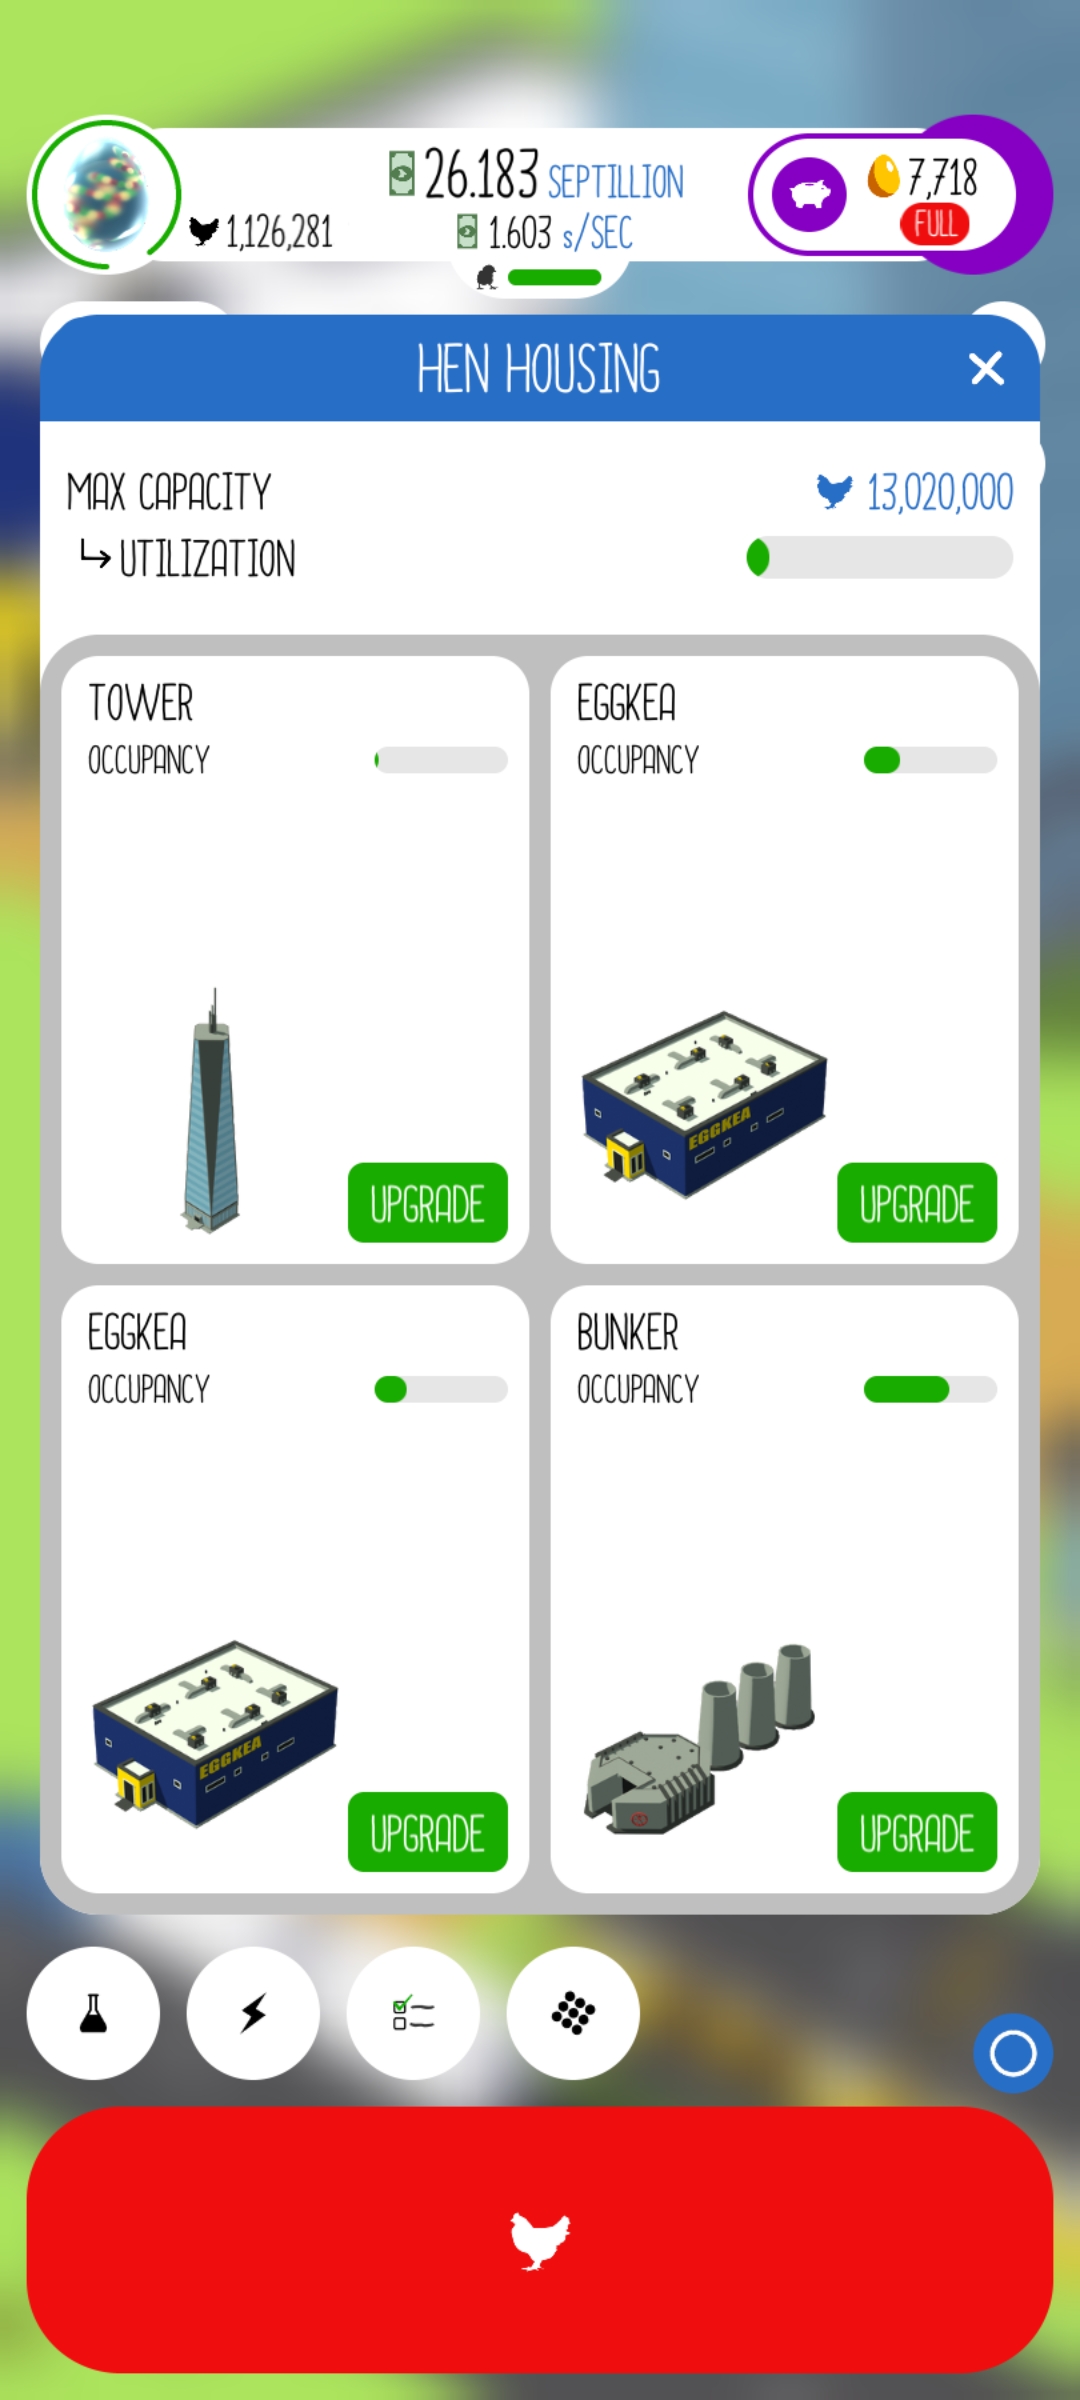 26.183 SEPTILLION
7,718
1,126,281
1.603 s/SEC
FULL
HEN HOUSING
MAX CAPACITY
13,020,000
UTILIZATION
TOWER
OCCUPANCY
UPGRADE
EGGKEA
OCCUPANCY
EGGKEA
UPGRADE
EGGKEA
OCCUPANCY
EGGKEA
UPGRADE
BUNKER
OCCUPANCY
UPGRADE